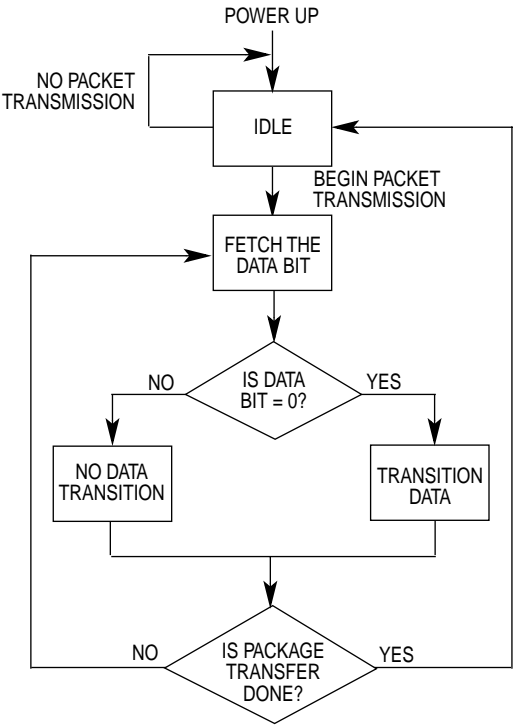 POWER UP
NO PACKET
TRANSMISSION
IDLE
BEGIN PACKET
TRANSMISSION
FETCH THE
DATA BIT
NO
IS DATA
BIT = 0?
YES
NO DATA
TRANSITION
TRANSITION
DATA
NO
IS PACKAGE
TRANSFER
DONE?
YES